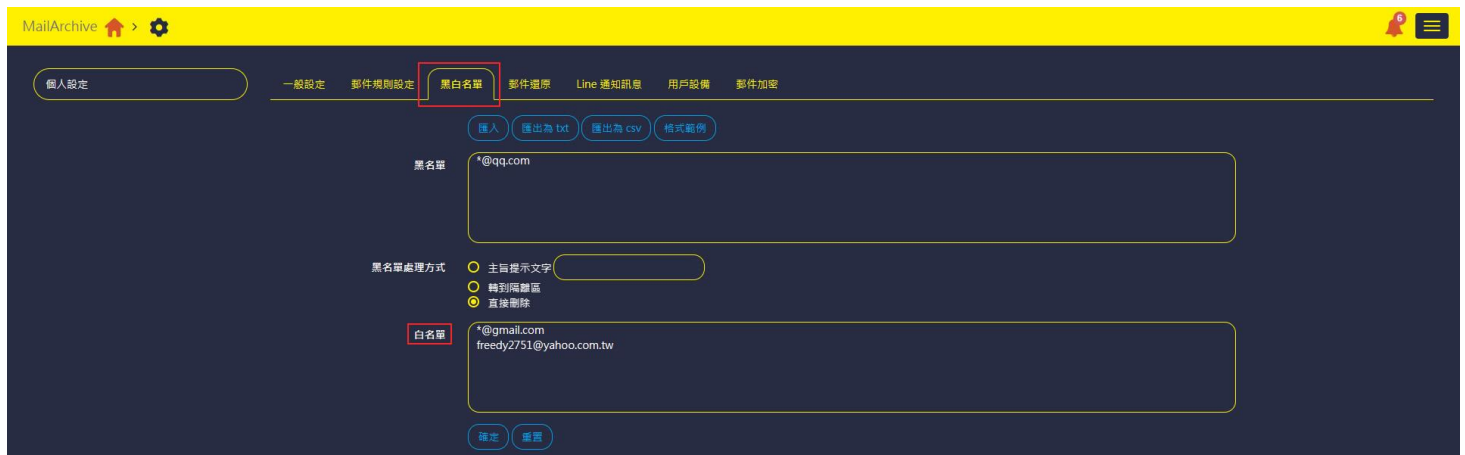 MailArchive >
6
個人設定
一般設定 郵件規則設定 黑白名單 郵件還原 Line 通知訊息 用戶設備 郵件加密
匯入 匯出為 txt 匯出為 csv 格式範例
黑名單 *@qq.com
黑名單處理方式 主旨提示文字
轉到隔離區
直接刪除
白名單 *@gmail.com
freedy2751@yahoo.com.tw
確定 重置